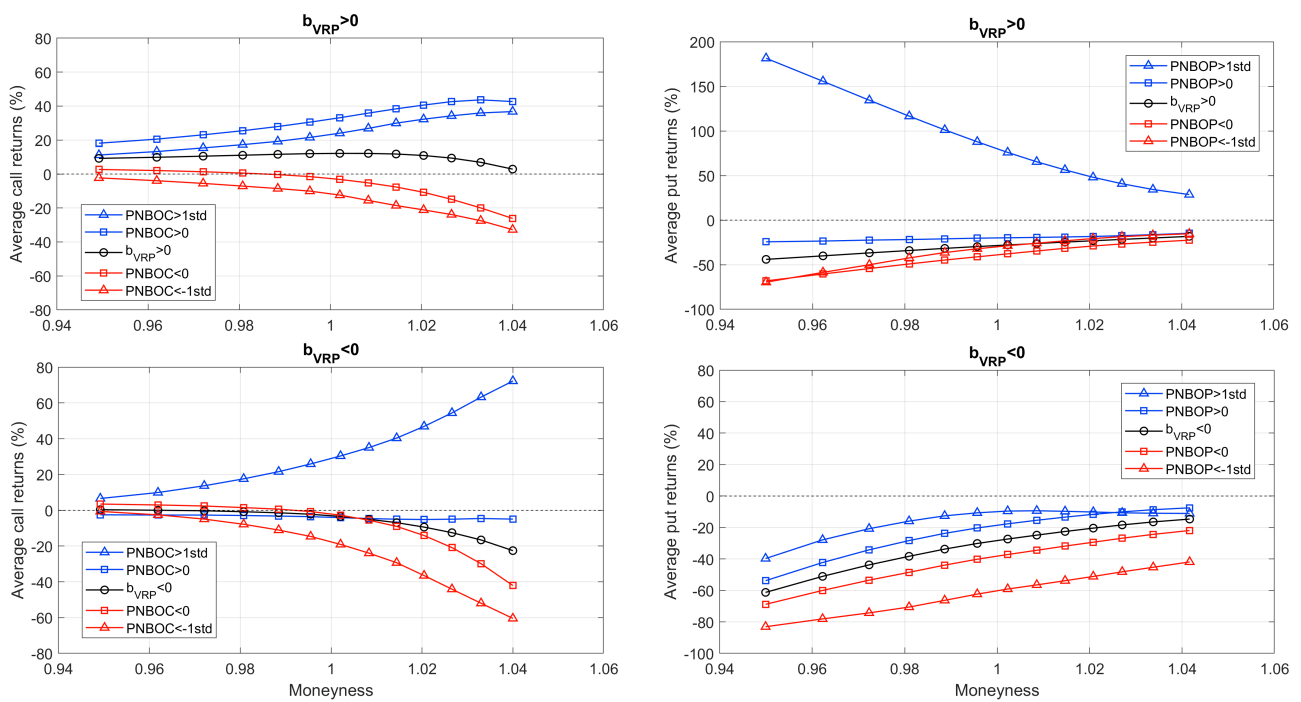 b_VRP>0
Average call returns (%)
80
60
40
20
0
-20
-40
-60
-80
0.94
0.96
0.98
1
1.02
1.04
1.06
PNBOC>1std
PNBOC>0
b_VRP>0
PNBOC<0
PNBOC<-1std
b_VRP>0
Average put returns (%)
200
150
100
50
0
-50
-100
0.94
0.96
0.98
1
1.02
1.04
1.06
PNBOP>1std
PNBOP>0
b_VRP>0
PNBOP<0
PNBOP<-1std
b_VRP<0
Average call returns (%)
80
60
40
20
0
-20
-40
-60
-80
0.94
0.96
0.98
1
1.02
1.04
1.06
Moneyness
PNBOC>1std
PNBOC>0
b_VRP<0
PNBOC<0
PNBOC<-1std
b_VRP<0
Average put returns (%)
80
60
40
20
0
-20
-40
-60
-80
-100
0.94
0.96
0.98
1
1.02
1.04
1.06
Moneyness
PNBOP>1std
PNBOP>0
b_VRP<0
PNBOP<0
PNBOP<-1std